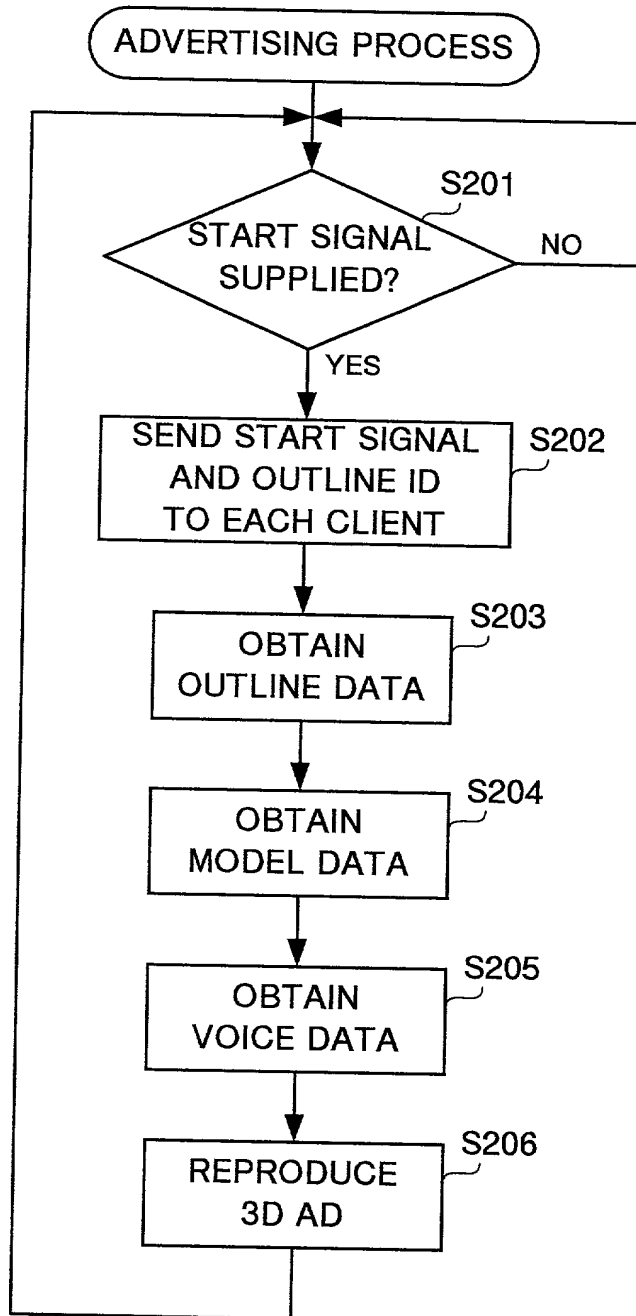 ADVERTISING PROCESS
S201
START SIGNAL
SUPPLIED?
NO
YES
SEND START SIGNAL
AND OUTLINE ID
TO EACH CLIENT
S202
OBTAIN
OUTLINE DATA
S203
OBTAIN
MODEL DATA
S204
OBTAIN
VOICE DATA
S205
REPRODUCE
3D AD
S206